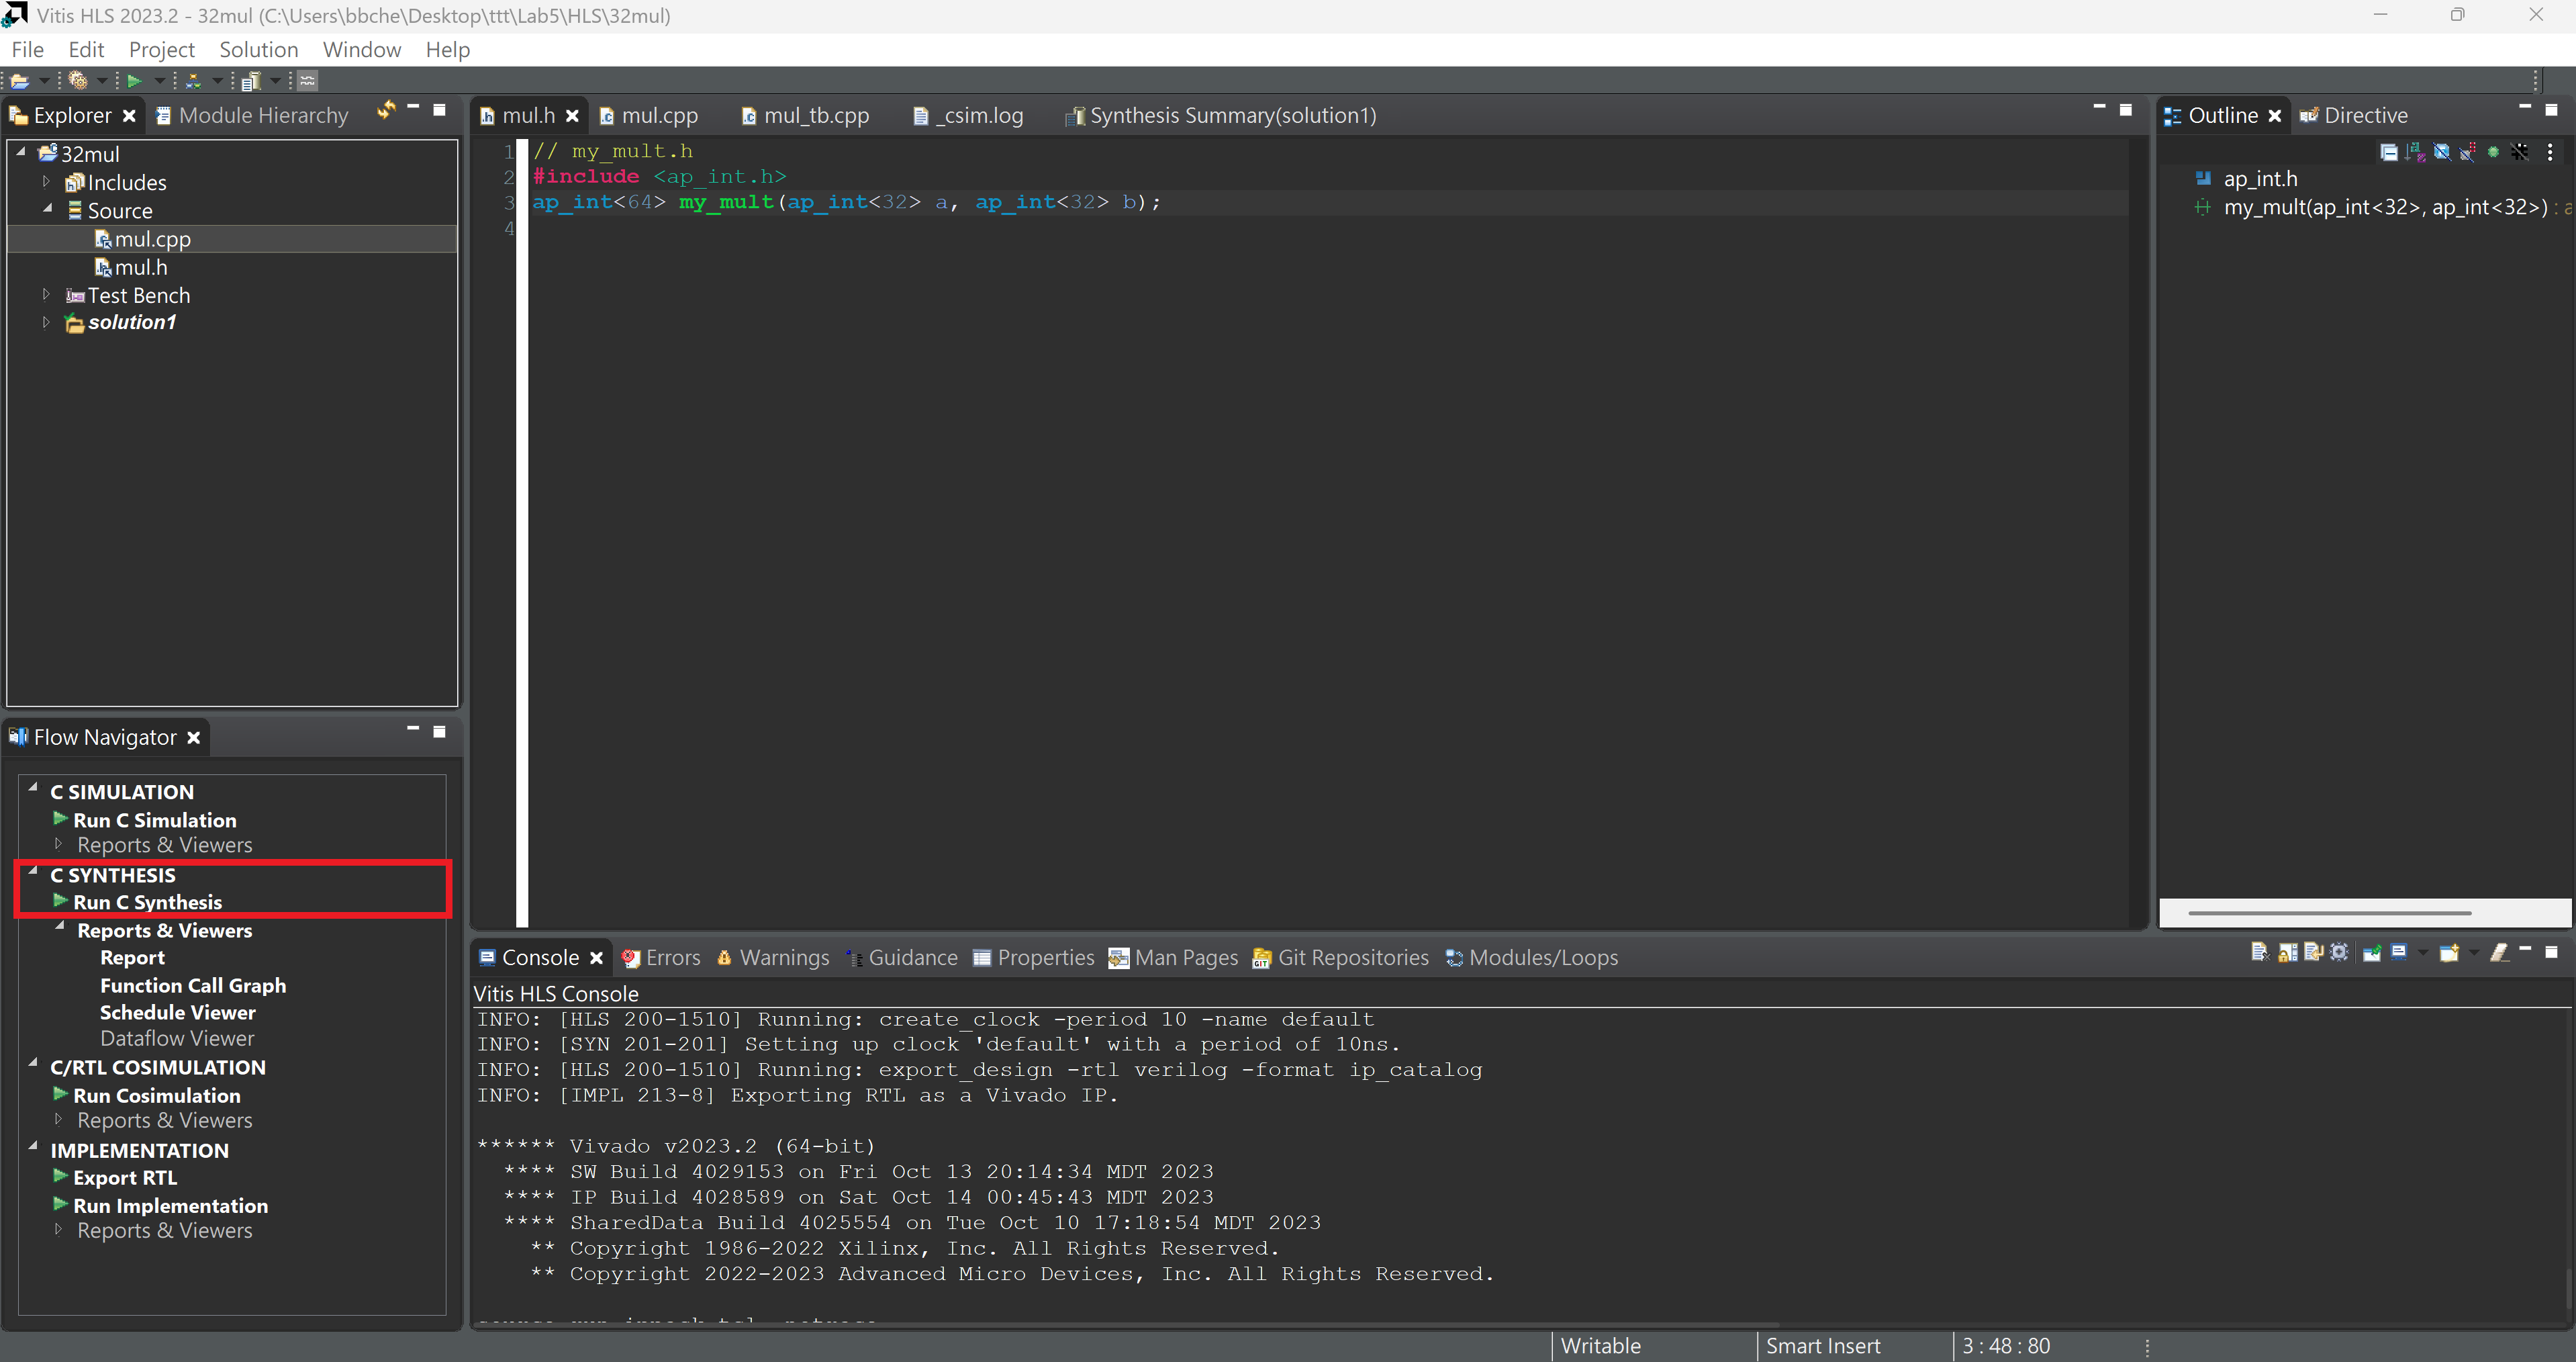 Vitis HLS 2023.2 - 32mul (C:\Users\bbche\Desktop\ttt\Lab5\HLS\32mul)
File Edit Project Solution Window Help
Explorer Module Hierarchy
32mul
Includes
Source
mul.cpp
mul.h
Test Bench
solution1
mul.h mul.cpp mul_tb.cpp _csim.log Synthesis Summary(solution1)
1 // my_mult.h
2 #include <ap_int.h>
3 ap_int<64> my_mult(ap_int<32> a, ap_int<32> b);
4
Outline Directive
ap_int.h
my_mult(ap_int<32>, ap_int<32>) : a
Flow Navigator
C SIMULATION
Run C Simulation
Reports & Viewers
C SYNTHESIS
Run C Synthesis
Reports & Viewers
Report
Function Call Graph
Schedule Viewer
Dataflow Viewer
C/RTL COSIMULATION
Run Cosimulation
Reports & Viewers
IMPLEMENTATION
Export RTL
Run Implementation
Reports & Viewers
Console Errors Warnings Guidance Properties Man Pages Git Repositories Modules/Loops
Vitis HLS Console
INFO: [HLS 200-1510] Running: create_clock -period 10 -name default
INFO: [SYN 201-201] Setting up clock 'default' with a period of 10ns.
INFO: [HLS 200-1510] Running: export_design -rtl verilog -format ip_catalog
INFO: [IMPL 213-8] Exporting RTL as a Vivado IP.
****** Vivado v2023.2 (64-bit)
**** SW Build 4029153 on Fri Oct 13 20:14:34 MDT 2023
**** IP Build 4028589 on Sat Oct 14 00:45:43 MDT 2023
**** SharedData Build 4025554 on Tue Oct 10 17:18:54 MDT 2023
** Copyright 1986-2022 Xilinx, Inc. All Rights Reserved.
** Copyright 2022-2023 Advanced Micro Devices, Inc. All Rights Reserved.
Writable Smart Insert 3 : 48 : 80